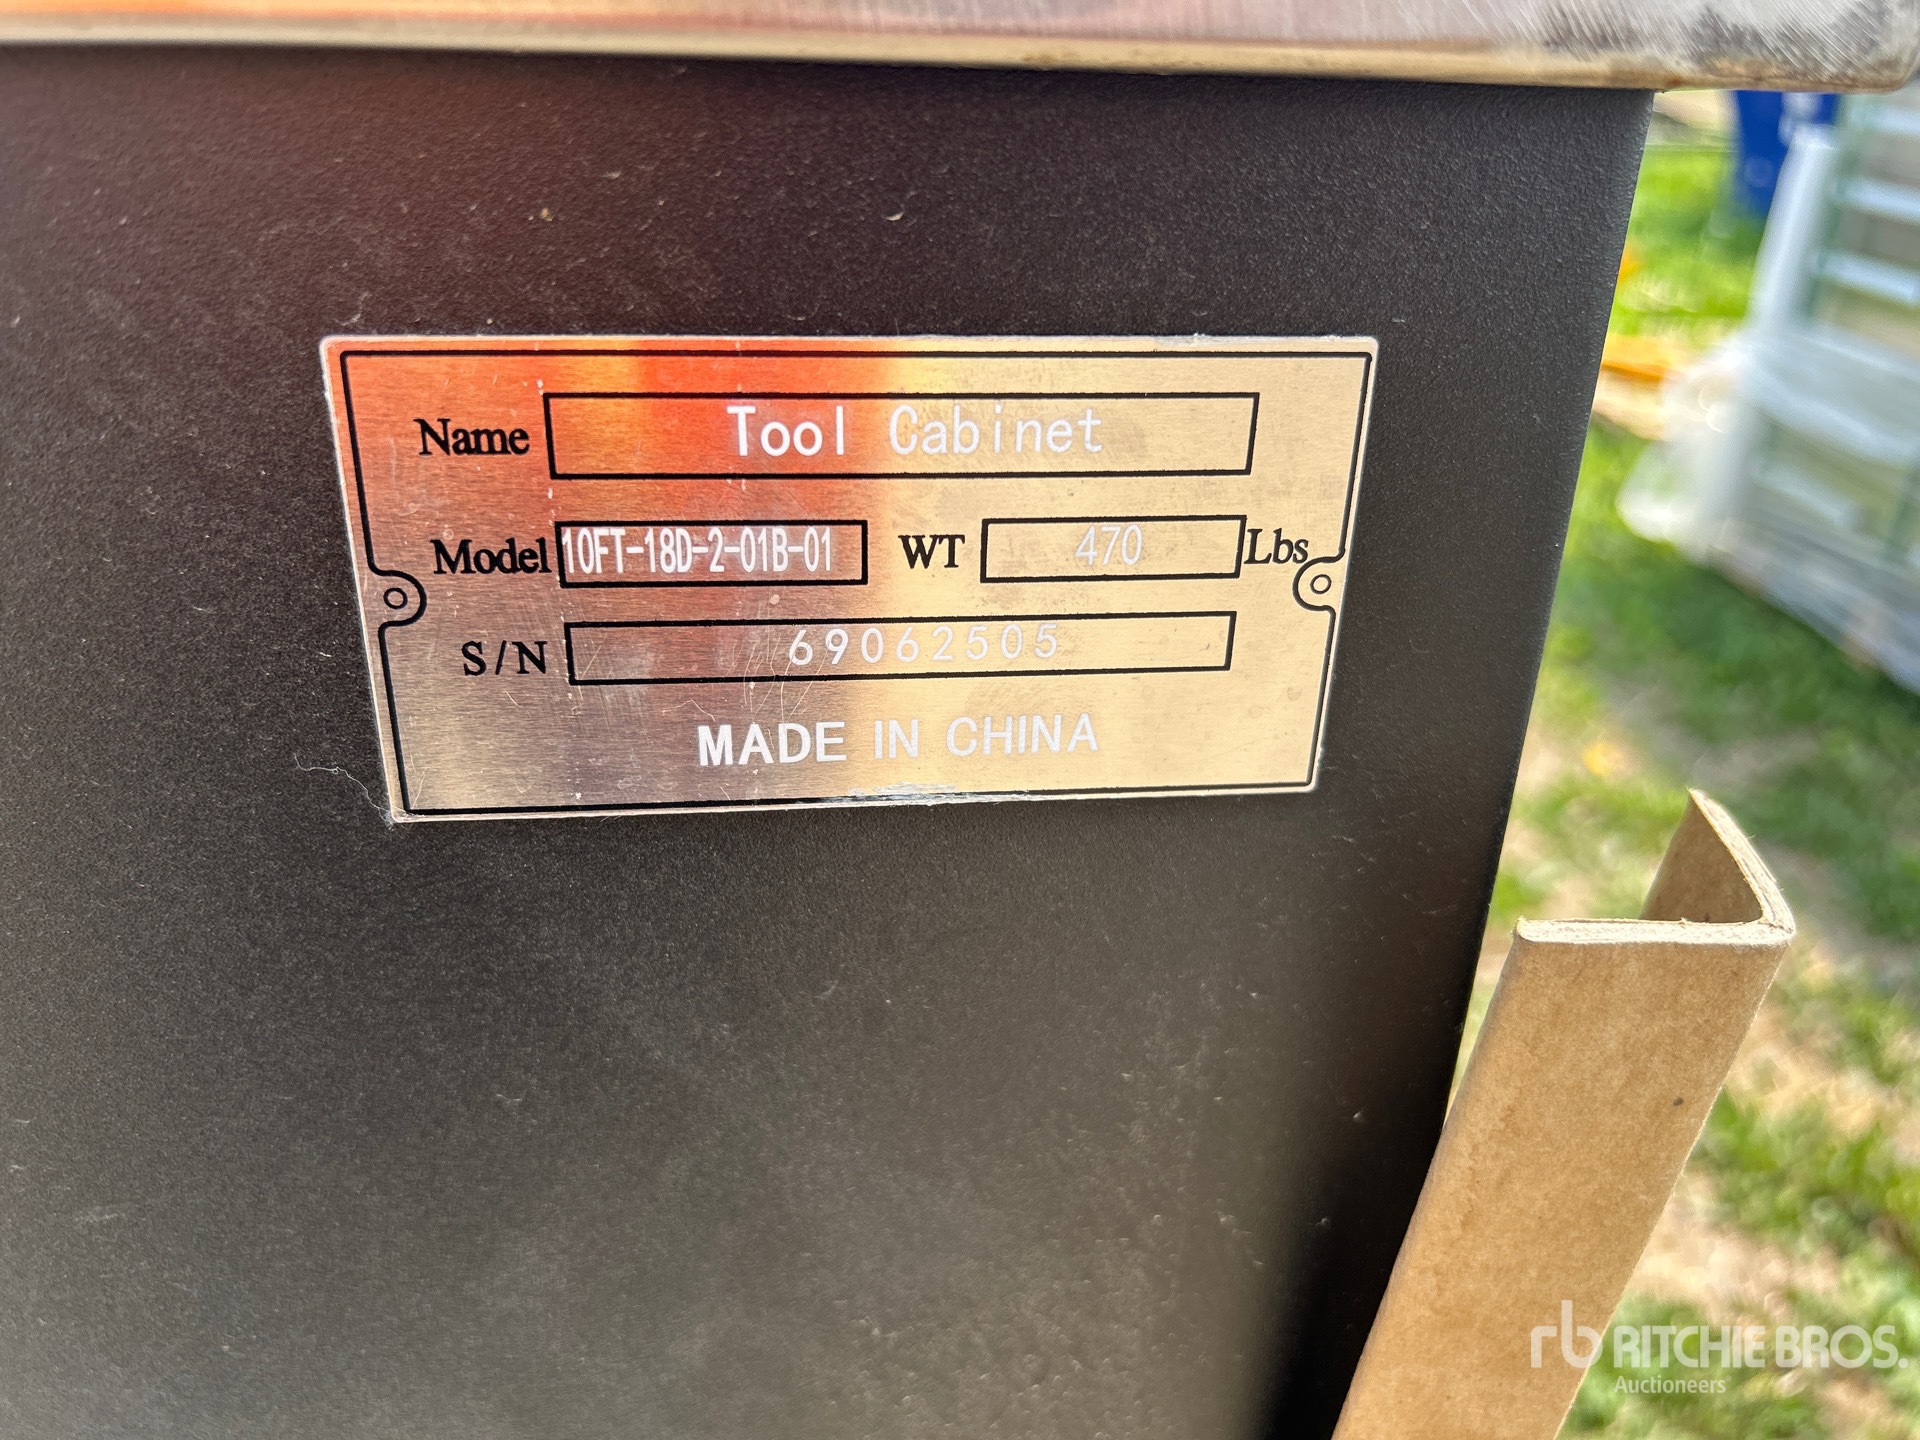 Name Tool Cabinet
Model 10FT-18D-2-01B-01 WT 470 Lbs
S/N 69062505
MADE IN CHINA
rb RITCHIE BROS.
Auctioneers